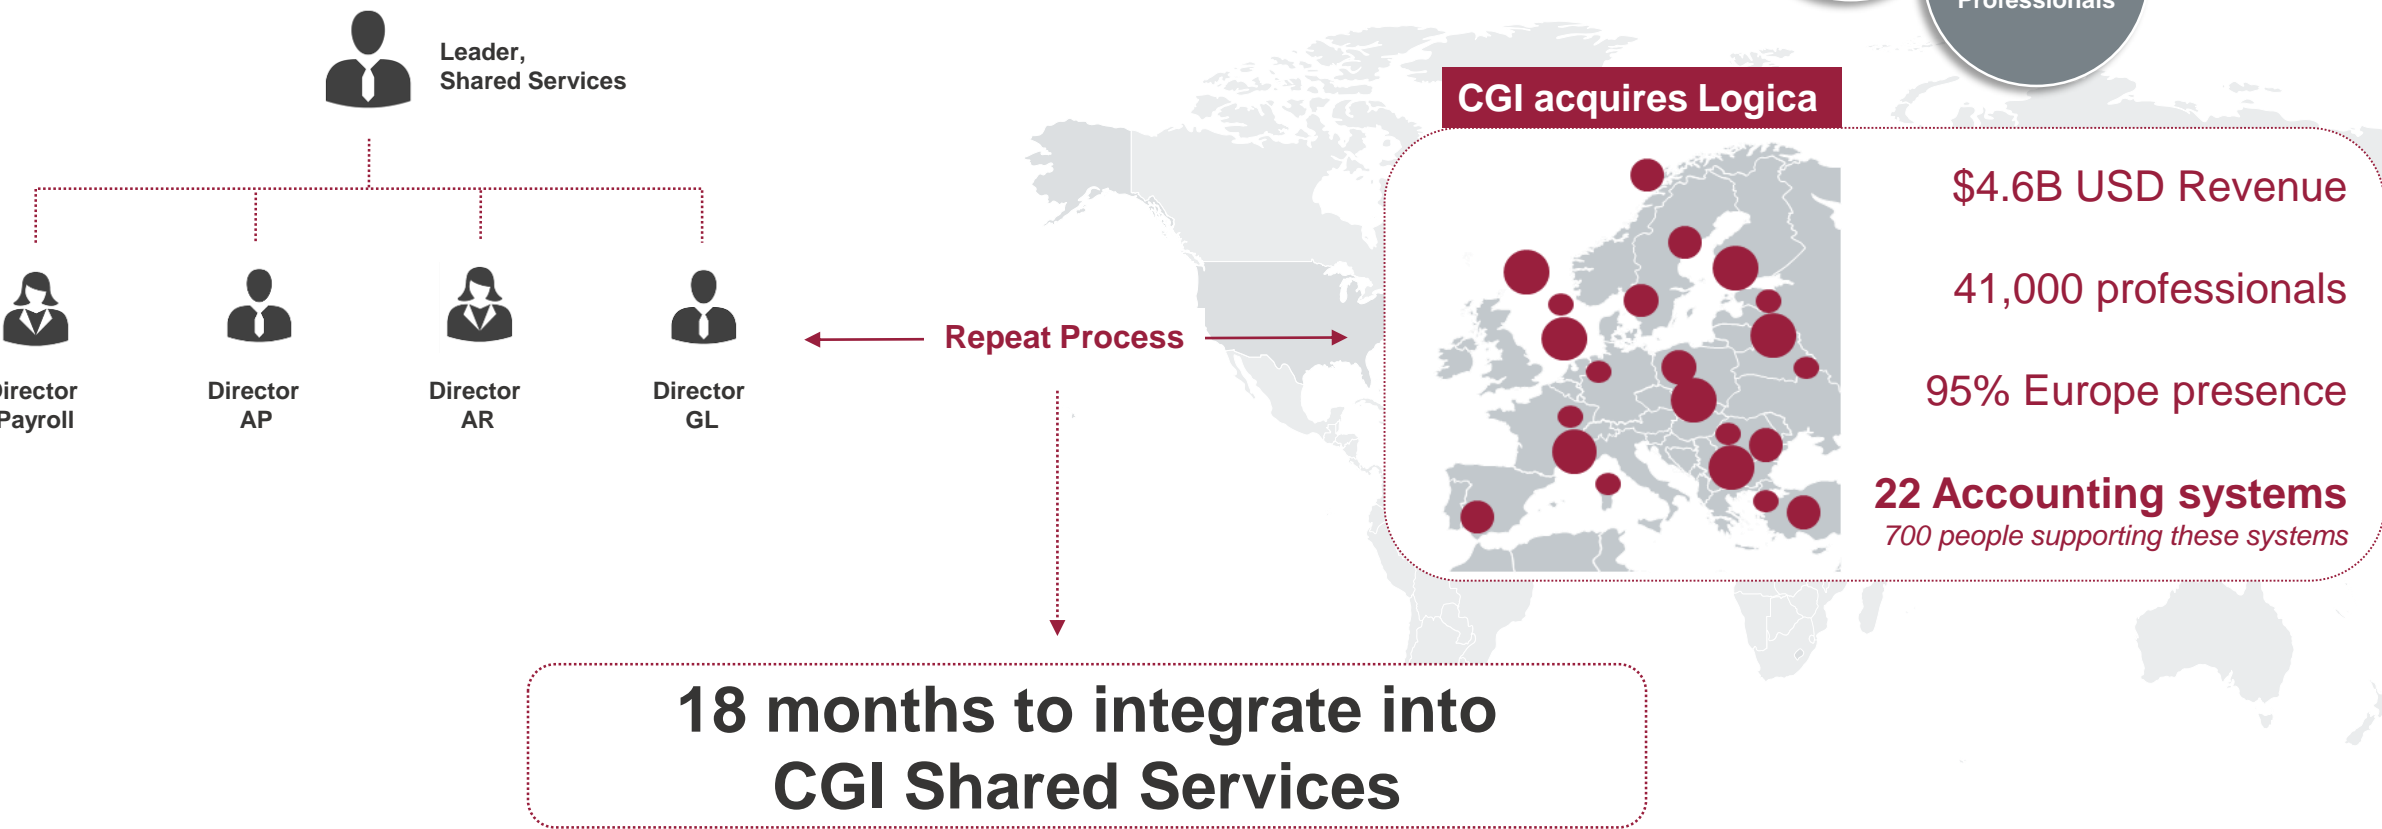 Professionals
Leader,
Shared Services
CGI acquires Logica
$4.6B USD Revenue
41,000 professionals
95% Europe presence
22 Accounting systems
700 people supporting these systems
Repeat Process
Director
Payroll
Director
AP
Director
AR
Director
GL
18 months to integrate into
CGI Shared Services